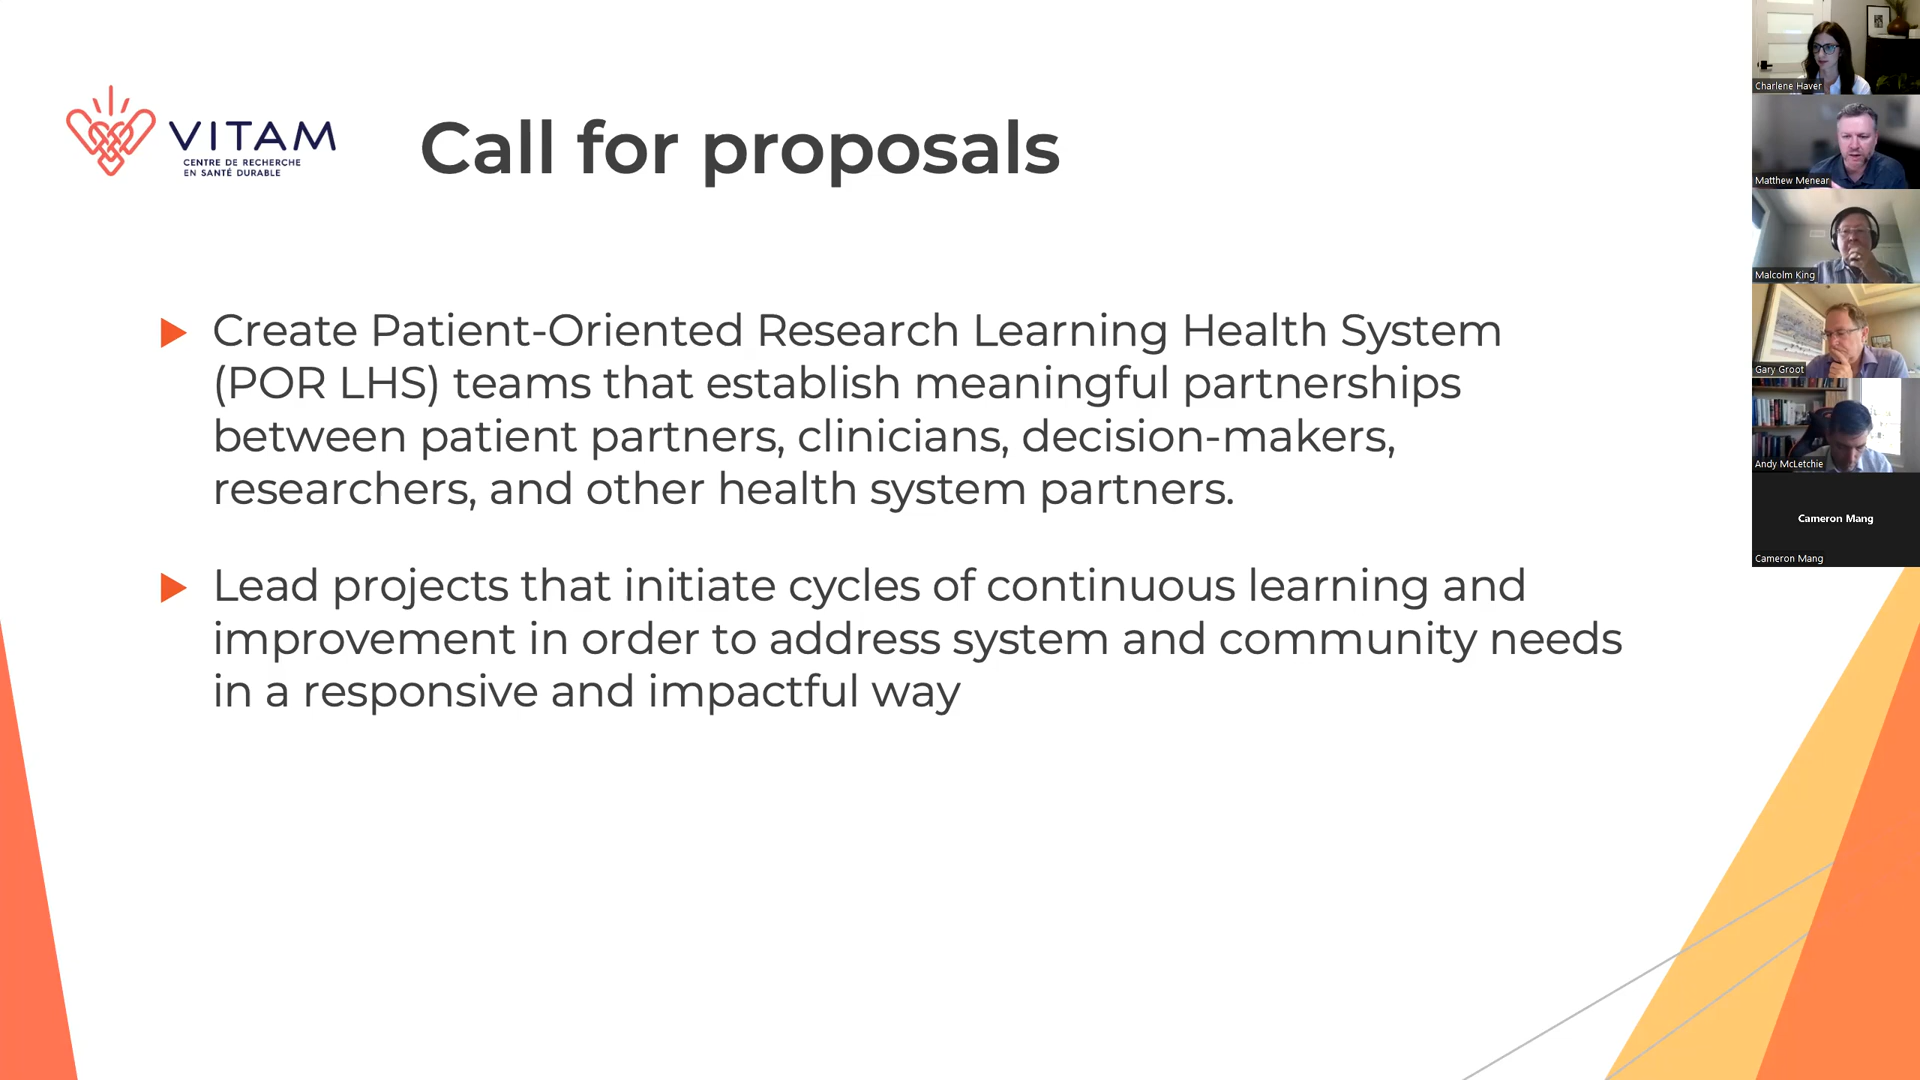 VITAM
CENTRE DE RECHERCHE
EN SANTÉ DURABLE
Call for proposals
Create Patient-Oriented Research Learning Health System
(POR LHS) teams that establish meaningful partnerships
between patient partners, clinicians, decision-makers,
researchers, and other health system partners.
Lead projects that initiate cycles of continuous learning and
improvement in order to address system and community needs
in a responsive and impactful way
Charlene Haver
Matthew Menear
Malcolm King
Gary Groot
Andy McLetchie
Cameron Mang
Cameron Mang